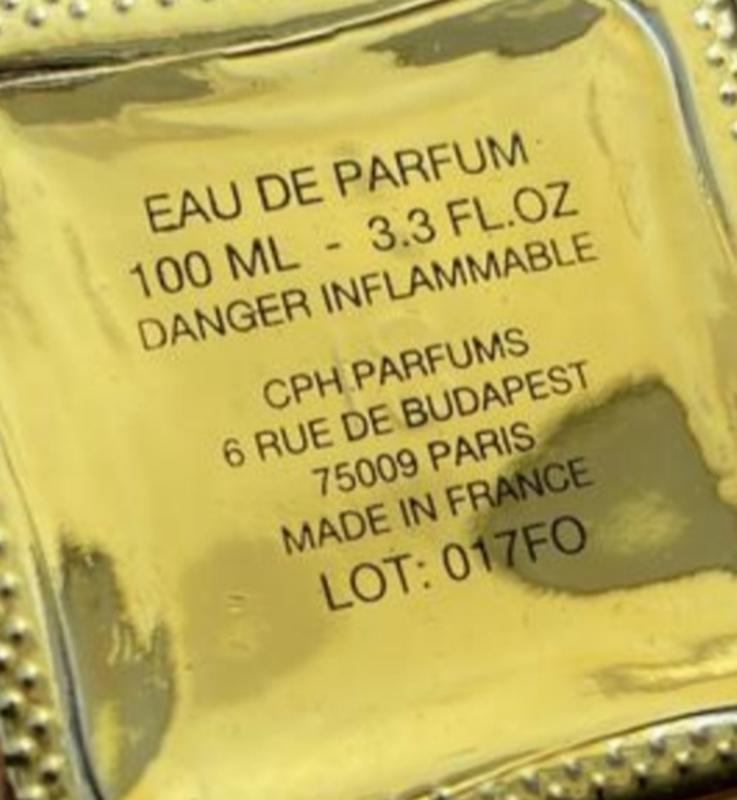 EAU DE PARFUM
100 ML - 3.3 FL.OZ
DANGER INFLAMMABLE
CPH PARFUMS
6 RUE DE BUDAPEST
75009 PARIS
MADE IN FRANCE
LOT: 017FO